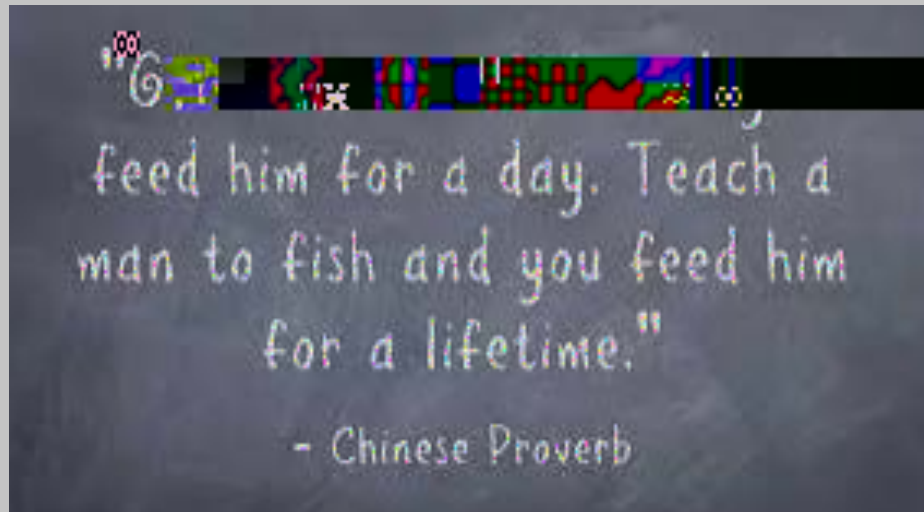 "G
feed him for a day. Teach a
man to fish and you feed him
for a lifetime."
- Chinese Proverb